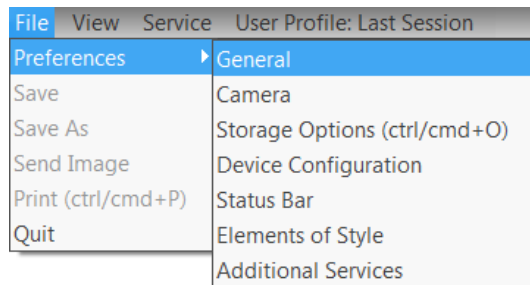 File View Service User Profile: Last Session
Preferences General
Save Camera
Save As Storage Options (ctrl/cmd+O)
Send Image Device Configuration
Print (ctrl/cmd+P) Status Bar
Quit Elements of Style
Additional Services